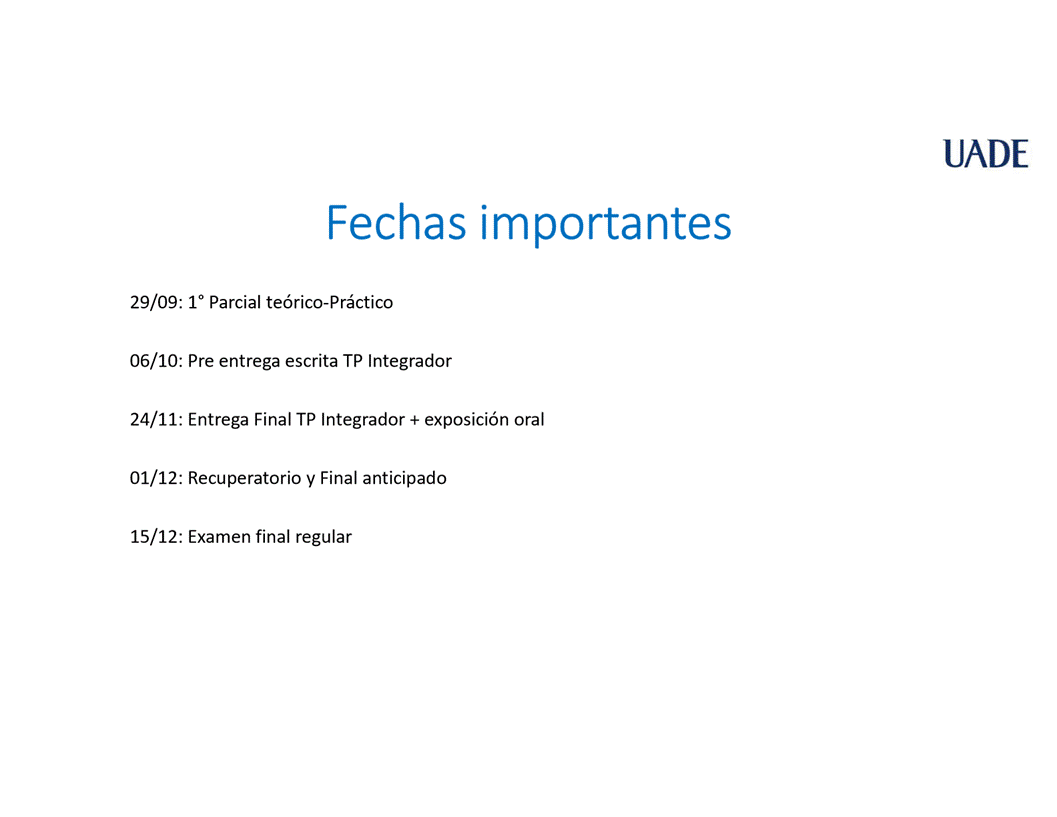 UADE
Fechas importantes
29/09: 1° Parcial teórico-Práctico
06/10: Pre entrega escrita TP Integrador
24/11: Entrega Final TP Integrador + exposición oral
01/12: Recuperatorio y Final anticipado
15/12: Examen final regular